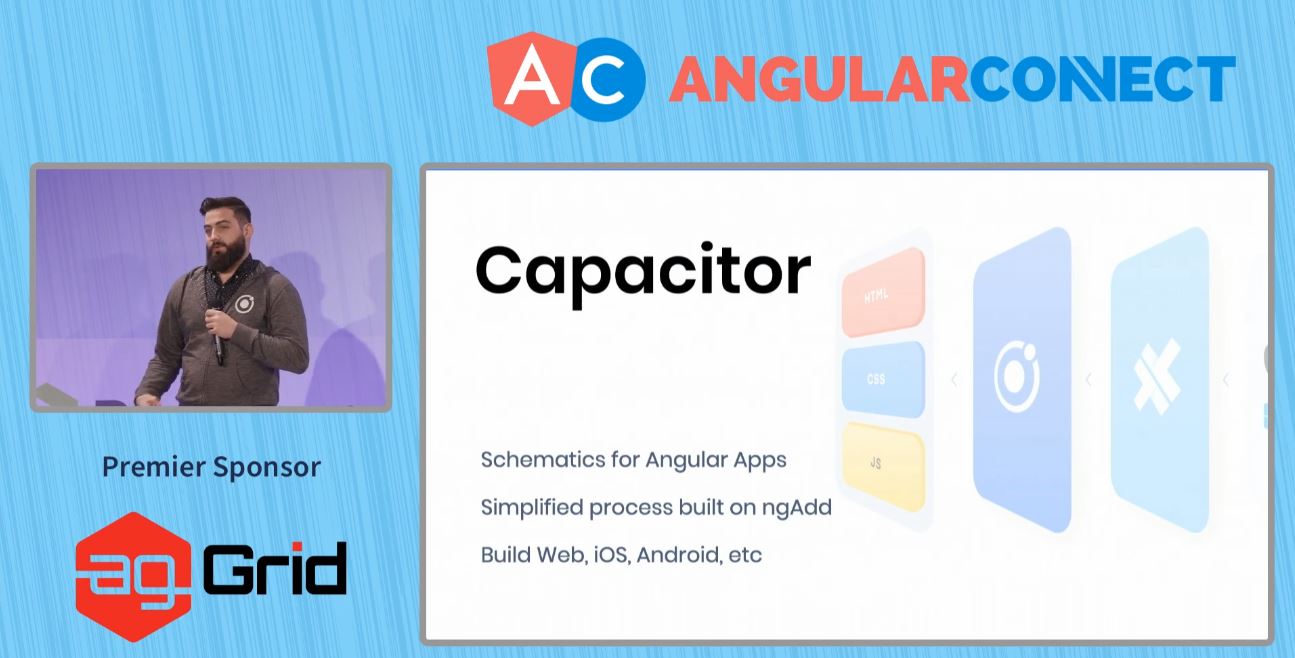 AC ANGULARCONNECT
Premier Sponsor
ag Grid
Capacitor
HTML
CSS
JS
Schematics for Angular Apps
Simplified process built on ngAdd
Build Web, iOS, Android, etc